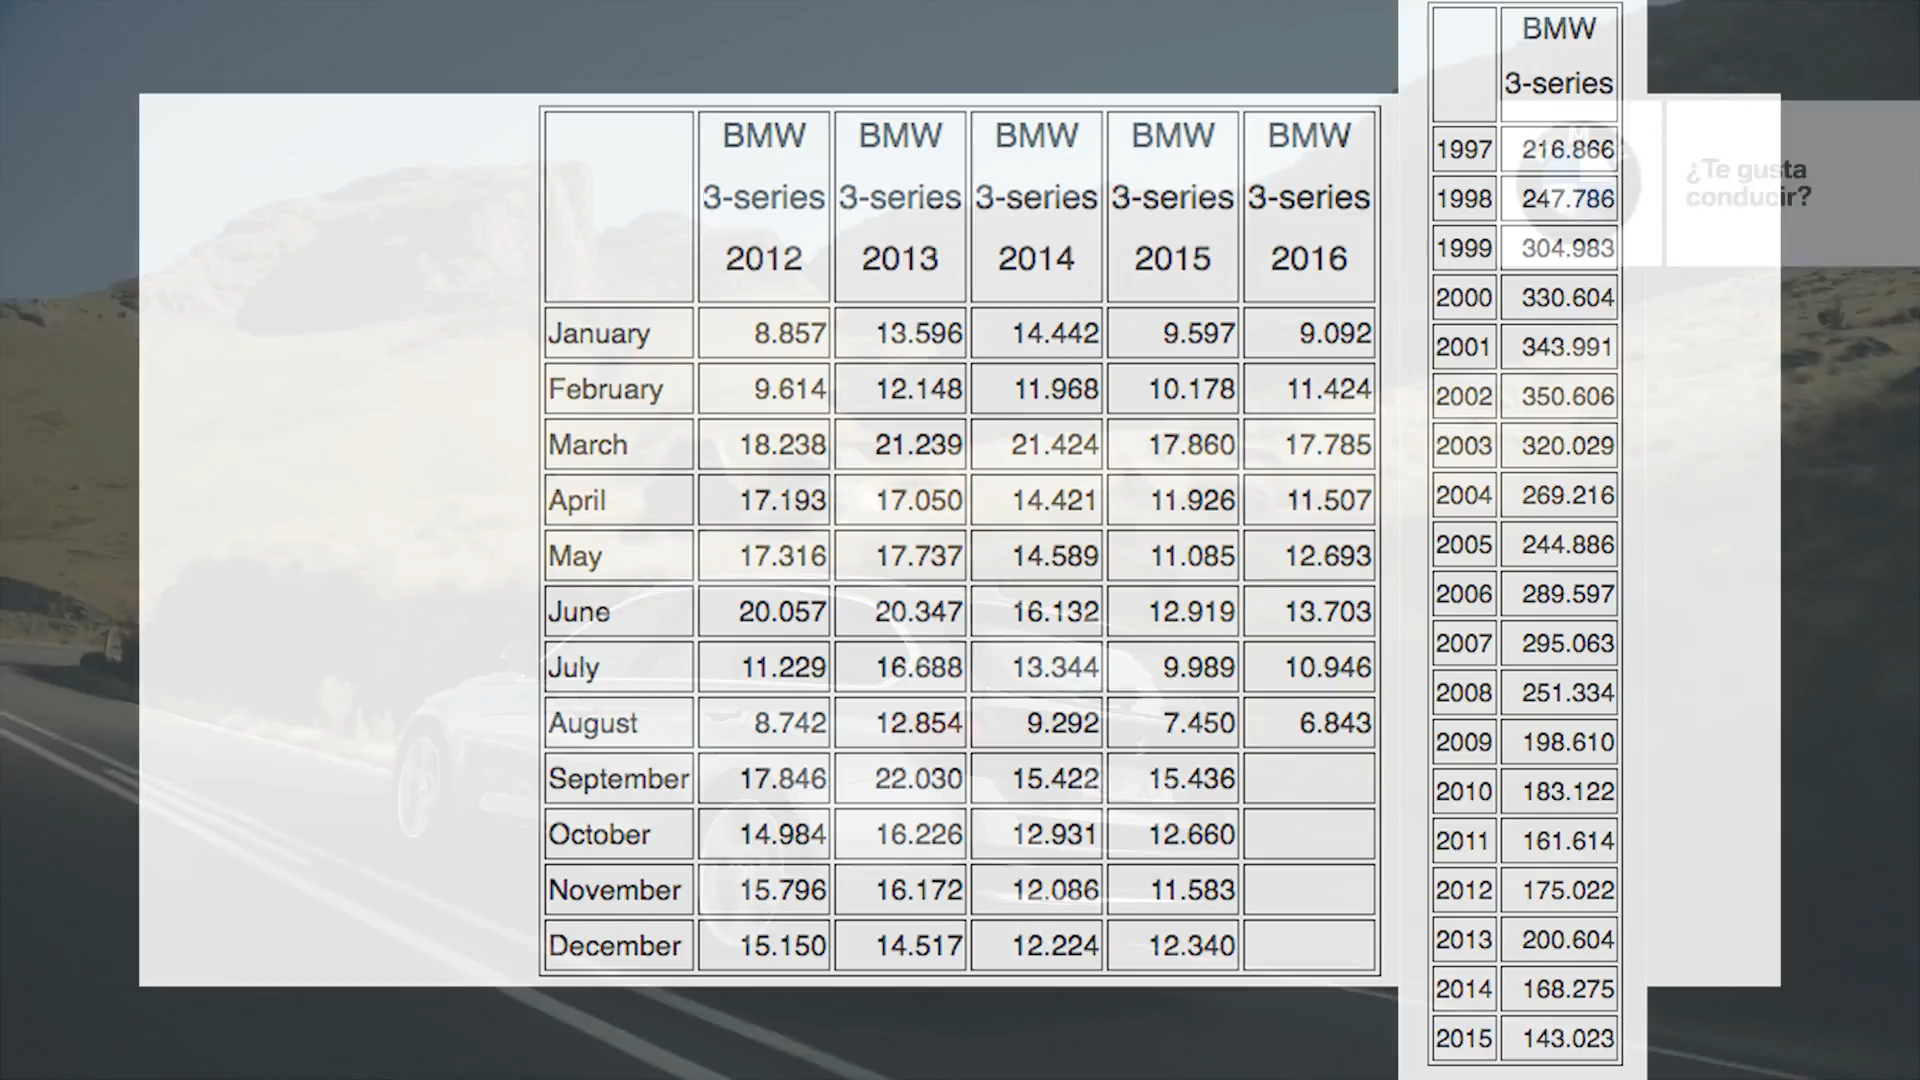 BMW BMW BMW BMW BMW
3-series 3-series 3-series 3-series 3-series
2012 2013 2014 2015 2016
January 8.857 13.596 14.442 9.597 9.092
February 9.614 12.148 11.968 10.178 11.424
March 18.238 21.239 21.424 17.860 17.785
April 17.193 17.050 14.421 11.926 11.507
May 17.316 17.737 14.589 11.085 12.693
June 20.057 20.347 16.132 12.919 13.703
July 11.229 16.688 13.344 9.989 10.946
August 8.742 12.854 9.292 7.450 6.843
September 17.846 22.030 15.422 15.436
October 14.984 16.226 12.931 12.660
November 15.796 16.172 12.086 11.583
December 15.150 14.517 12.224 12.340
BMW
3-series
1997 216.866
1998 247.786
1999 304.983
2000 330.604
2001 343.991
2002 350.606
2003 320.029
2004 269.216
2005 244.886
2006 289.597
2007 295.063
2008 251.334
2009 198.610
2010 183.122
2011 161.614
2012 175.022
2013 200.604
2014 168.275
2015 143.023
¿Te gusta
conducir?